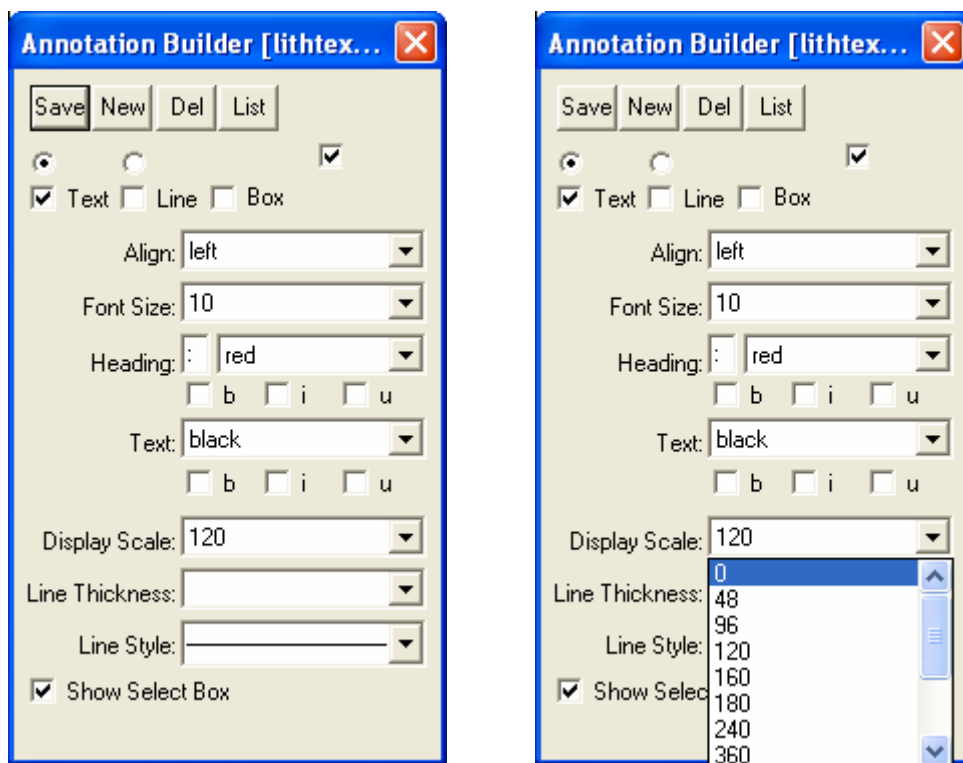 Annotation Builder [lithtex...
Save New Del List
Text Line Box
Align: left
Font Size: 10
Heading: : red
b i u
Text: black
b i u
Display Scale: 120
Line Thickness:
Line Style:
Show Select Box
Annotation Builder [lithtex...
Save New Del List
Text Line Box
Align: left
Font Size: 10
Heading: : red
b i u
Text: black
b i u
Display Scale: 120
0
Line Thickness:
48
96
Line Style:
120
160
Show Selec
180
240
360